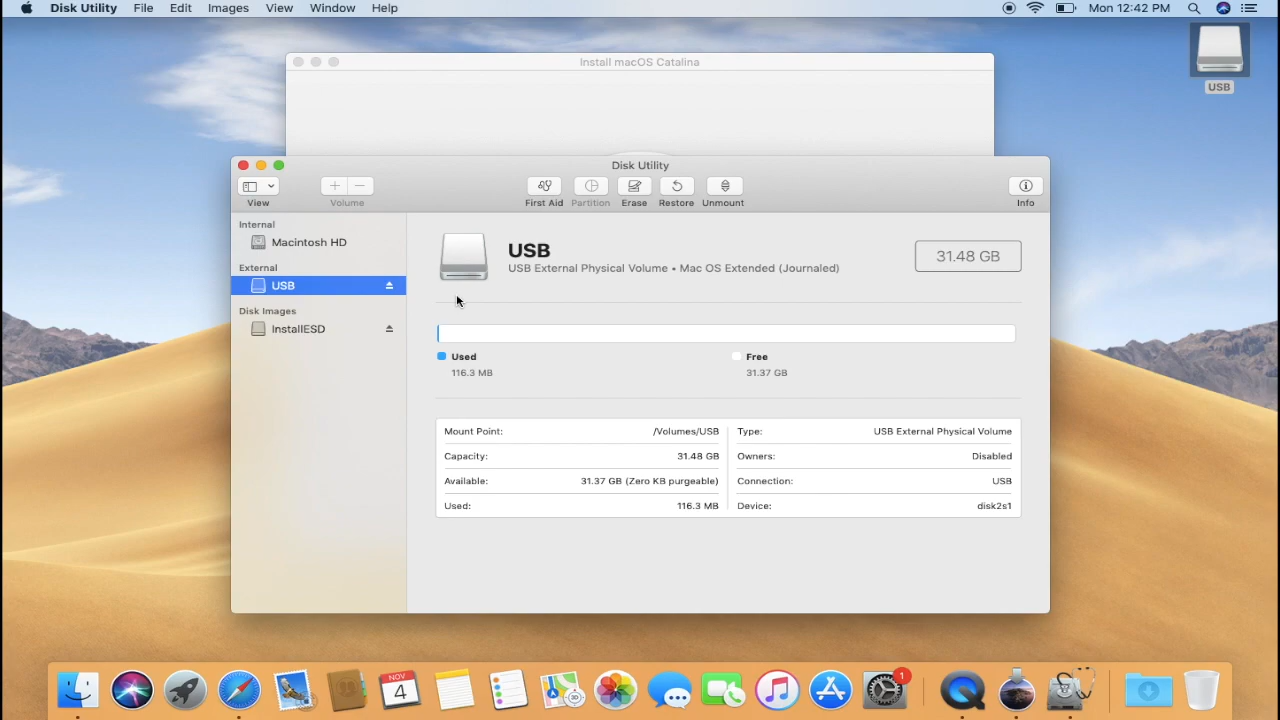 Disk Utility File Edit Images View Window Help Mon 12:42 PM
Install macOS Catalina
USB
Disk Utility
View Volume First Aid Partition Erase Restore Unmount Info
Internal
Macintosh HD
External
USB
Disk Images
InstallESD
USB
USB External Physical Volume • Mac OS Extended (Journaled)
31.48 GB
Used Free
116.3 MB 31.37 GB
Mount Point: /Volumes/USB Type: USB External Physical Volume
Capacity: 31.48 GB Owners: Disabled
Available: 31.37 GB (Zero KB purgeable) Connection: USB
Used: 116.3 MB Device: disk2s1
NOV
4
3D
1